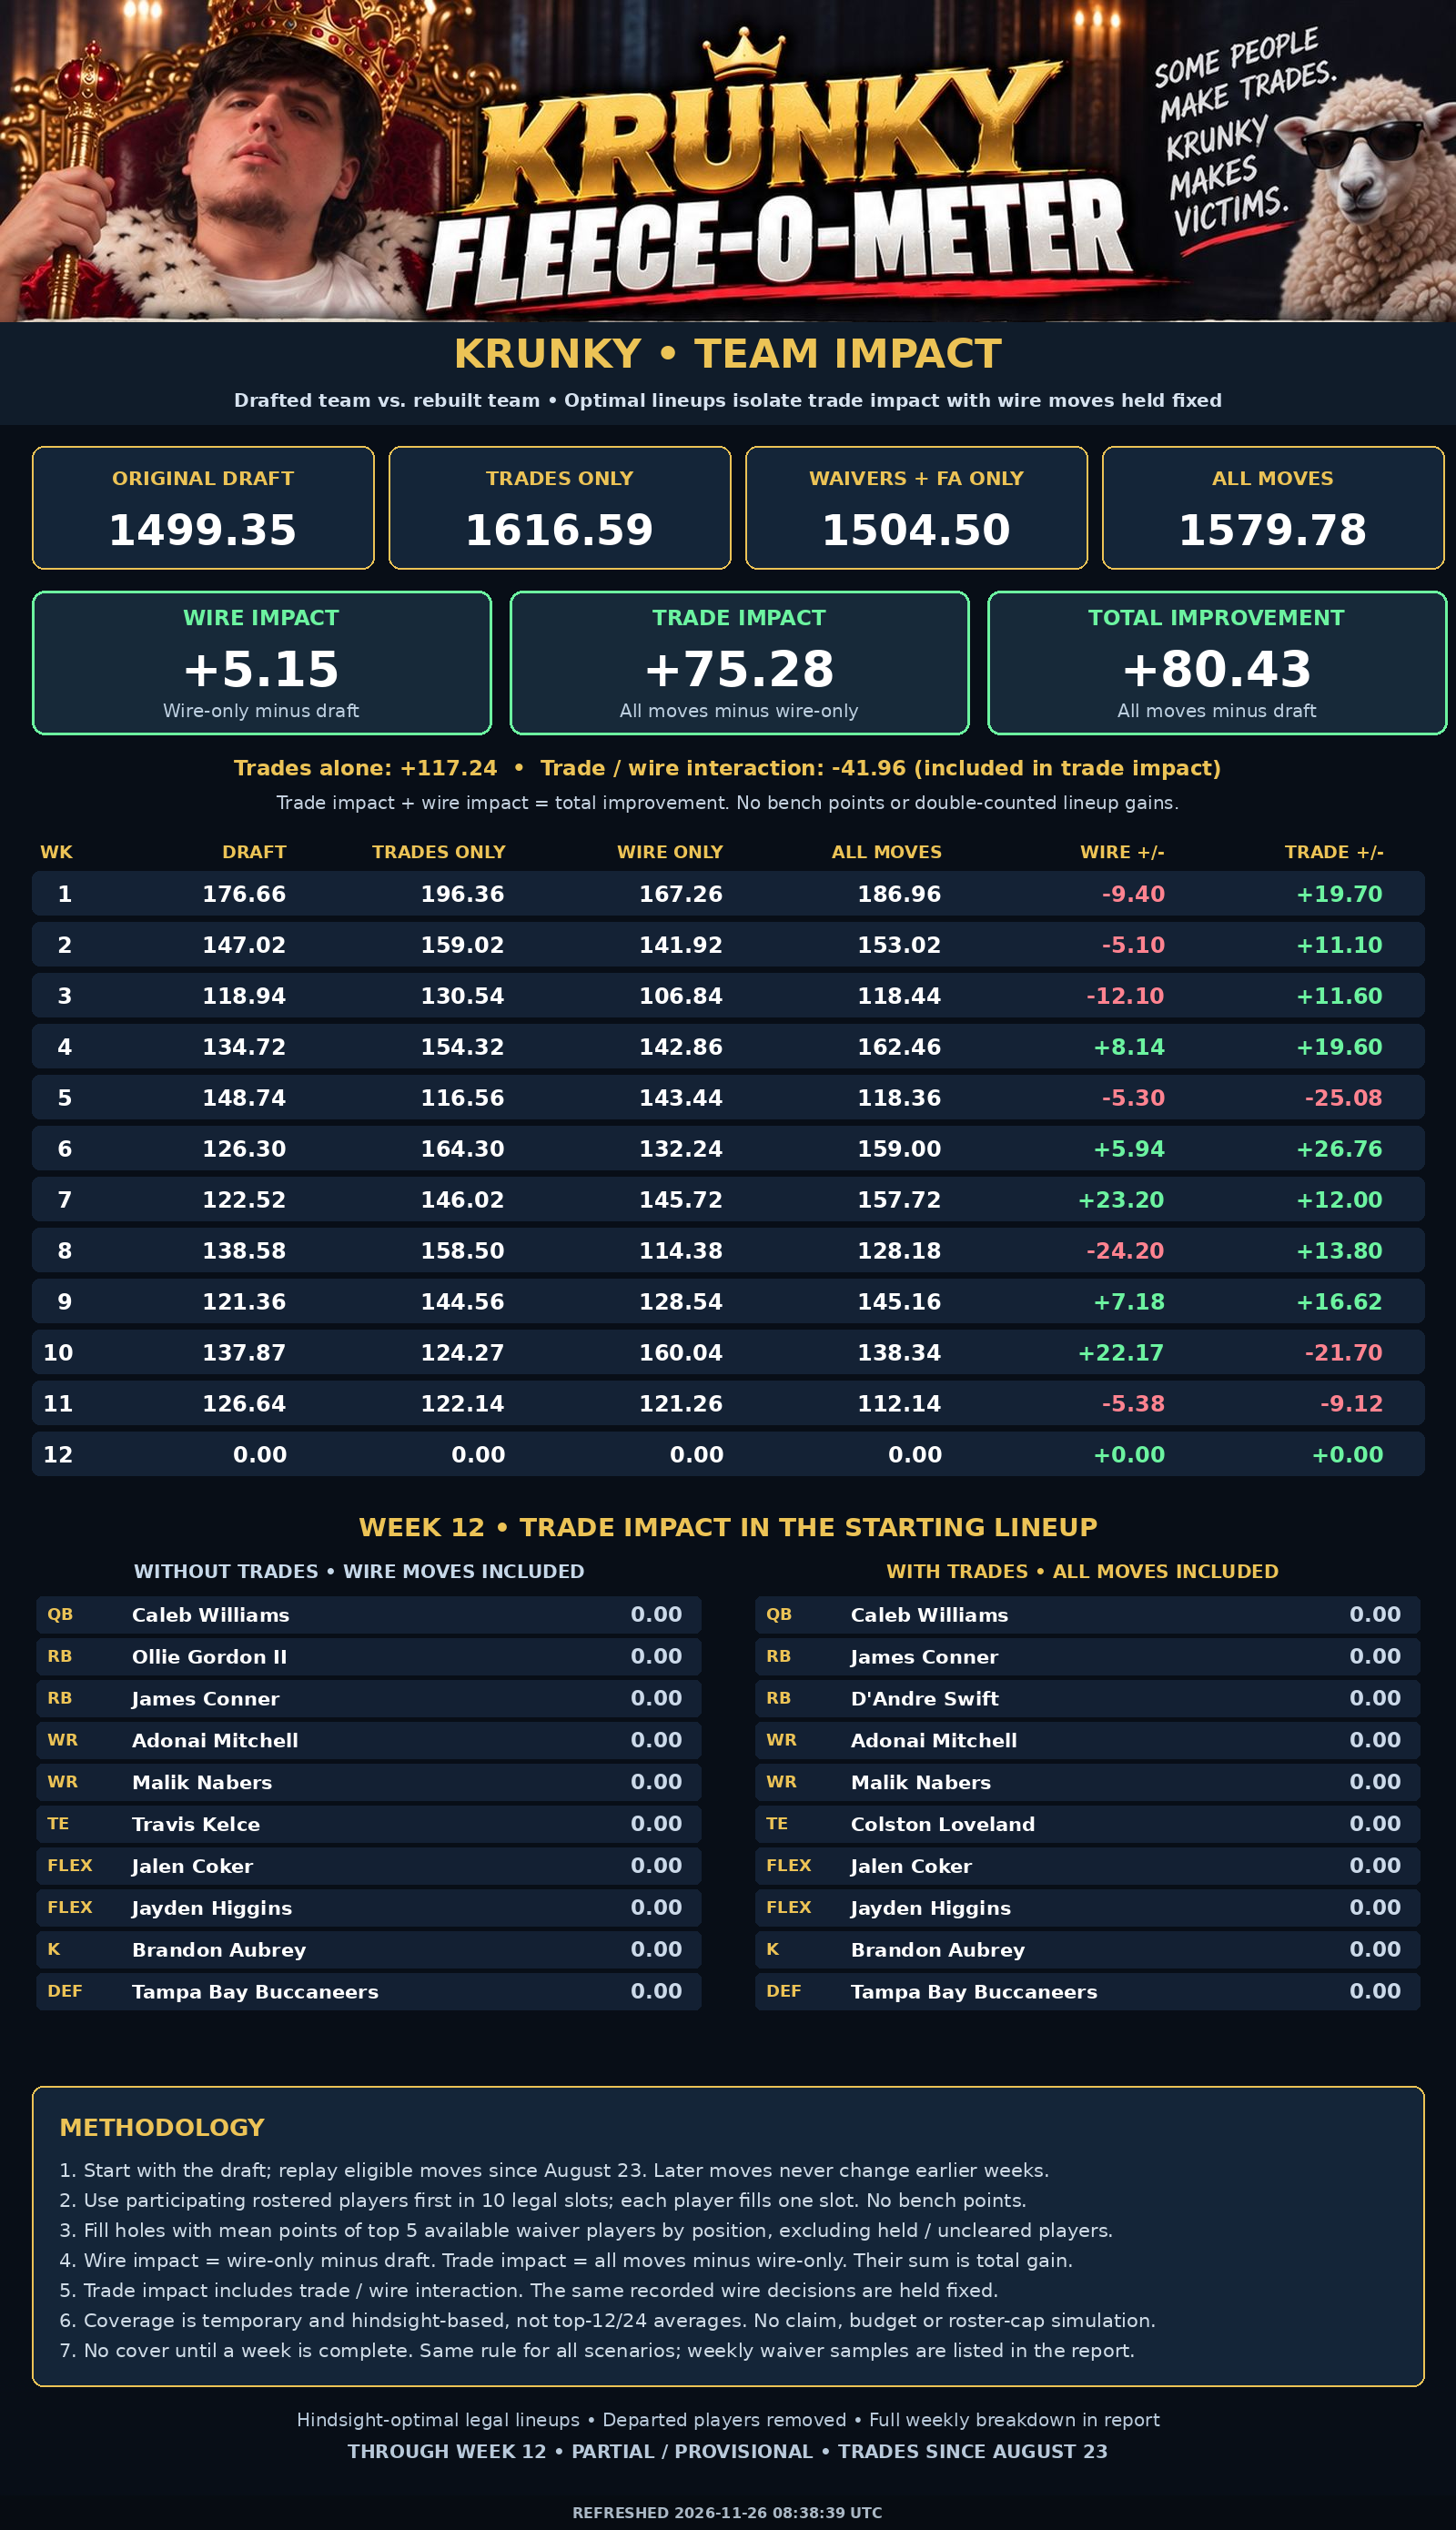 KRUNKY
FLEECE-O-METER
SOME PEOPLE
MAKE TRADES.
KRUNKY
MAKES
VICTIMS.
KRUNKY • TEAM IMPACT
Drafted team vs. rebuilt team • Optimal lineups isolate trade impact with wire moves held fixed
ORIGINAL DRAFT TRADES ONLY WAIVERS + FA ONLY ALL MOVES
1499.35 1616.59 1504.50 1579.78
WIRE IMPACT TRADE IMPACT TOTAL IMPROVEMENT
+5.15 +75.28 +80.43
Wire-only minus draft All moves minus wire-only All moves minus draft
Trades alone: +117.24 • Trade / wire interaction: -41.96 (included in trade impact)
Trade impact + wire impact = total improvement. No bench points or double-counted lineup gains.
WK DRAFT TRADES ONLY WIRE ONLY ALL MOVES WIRE +/- TRADE +/-
1 176.66 196.36 167.26 186.96 -9.40 +19.70
2 147.02 159.02 141.92 153.02 -5.10 +11.10
3 118.94 130.54 106.84 118.44 -12.10 +11.60
4 134.72 154.32 142.86 162.46 +8.14 +19.60
5 148.74 116.56 143.44 118.36 -5.30 -25.08
6 126.30 164.30 132.24 159.00 +5.94 +26.76
7 122.52 146.02 145.72 157.72 +23.20 +12.00
8 138.58 158.50 114.38 128.18 -24.20 +13.80
9 121.36 144.56 128.54 145.16 +7.18 +16.62
10 137.87 124.27 160.04 138.34 +22.17 -21.70
11 126.64 122.14 121.26 112.14 -5.38 -9.12
12 0.00 0.00 0.00 0.00 +0.00 +0.00
WEEK 12 • TRADE IMPACT IN THE STARTING LINEUP
WITHOUT TRADES • WIRE MOVES INCLUDED WITH TRADES • ALL MOVES INCLUDED
QB Caleb Williams 0.00 QB Caleb Williams 0.00
RB Ollie Gordon II 0.00 RB James Conner 0.00
RB James Conner 0.00 RB D'Andre Swift 0.00
WR Adonai Mitchell 0.00 WR Adonai Mitchell 0.00
WR Malik Nabers 0.00 WR Malik Nabers 0.00
TE Travis Kelce 0.00 TE Colston Loveland 0.00
FLEX Jalen Coker 0.00 FLEX Jalen Coker 0.00
FLEX Jayden Higgins 0.00 FLEX Jayden Higgins 0.00
K Brandon Aubrey 0.00 K Brandon Aubrey 0.00
DEF Tampa Bay Buccaneers 0.00 DEF Tampa Bay Buccaneers 0.00
METHODOLOGY
1. Start with the draft; replay eligible moves since August 23. Later moves never change earlier weeks.
2. Use participating rostered players first in 10 legal slots; each player fills one slot. No bench points.
3. Fill holes with mean points of top 5 available waiver players by position, excluding held / uncleared players.
4. Wire impact = wire-only minus draft. Trade impact = all moves minus wire-only. Their sum is total gain.
5. Trade impact includes trade / wire interaction. The same recorded wire decisions are held fixed.
6. Coverage is temporary and hindsight-based, not top-12/24 averages. No claim, budget or roster-cap simulation.
7. No cover until a week is complete. Same rule for all scenarios; weekly waiver samples are listed in the report.
Hindsight-optimal legal lineups • Departed players removed • Full weekly breakdown in report
THROUGH WEEK 12 • PARTIAL / PROVISIONAL • TRADES SINCE AUGUST 23
REFRESHED 2026-11-26 08:38:39 UTC